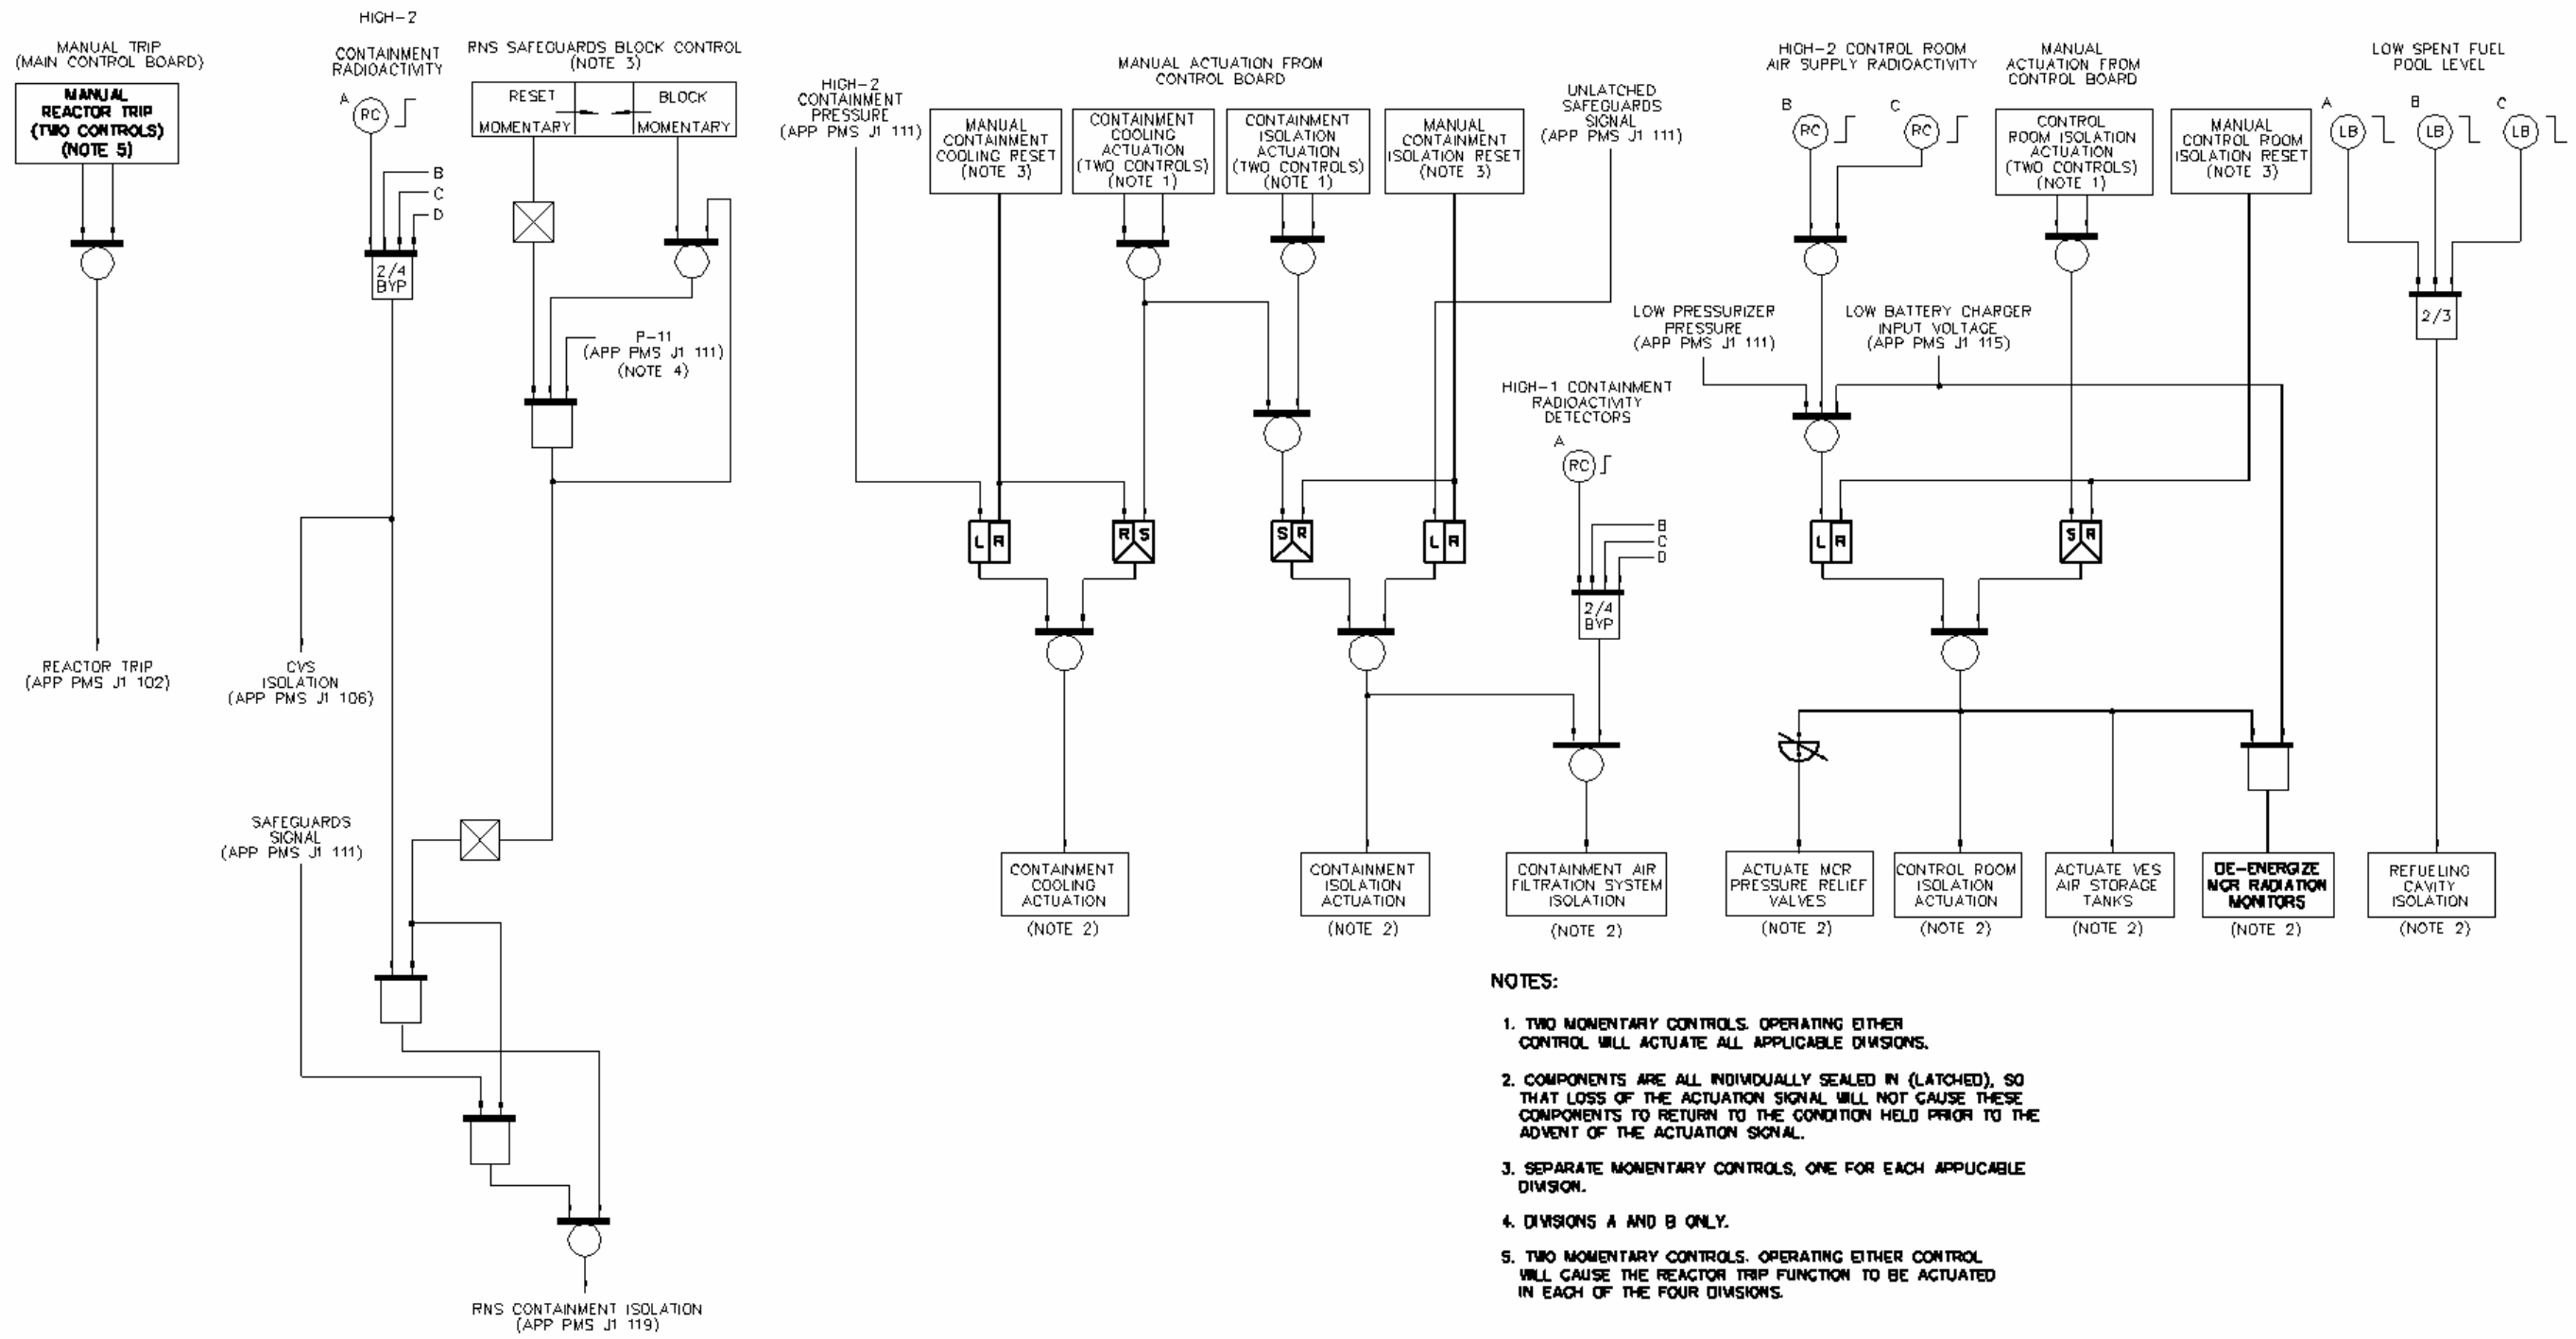 MANUAL TRIP
(MAIN CONTROL BOARD)
MANUAL
REACTOR TRIP
(TWO CONTROLS)
(NOTE 5)
REACTOR TRIP
(APP PMS J1 102)
HIGH-2
CONTAINMENT
RADIOACTIVITY
A
RC
B
C
D
2/4
BYP
CVS
ISOLATION
(APP PMS J1 106)
SAFEGUARDS
SIGNAL
(APP PMS J1 111)
RNS SAFEGUARDS BLOCK CONTROL
(NOTE 3)
RESET
BLOCK
MOMENTARY
MOMENTARY
P-11
(APP PMS J1 111)
(NOTE 4)
RNS CONTAINMENT ISOLATION
(APP PMS J1 119)
HIGH-2
CONTAINMENT
PRESSURE
(APP PMS J1 111)
MANUAL ACTUATION FROM
CONTROL BOARD
MANUAL
CONTAINMENT
COOLING RESET
(NOTE 3)
CONTAINMENT
COOLING
ACTUATION
(TWO CONTROLS)
(NOTE 1)
CONTAINMENT
ISOLATION
ACTUATION
(TWO CONTROLS)
(NOTE 1)
MANUAL
CONTAINMENT
ISOLATION RESET
(NOTE 3)
UNLATCHED
SAFEGUARDS
SIGNAL
(APP PMS J1 111)
L R
R S
S R
L R
HIGH-1 CONTAINMENT
RADIOACTIVITY
DETECTORS
A
RC
B
C
D
2/4
BYP
CONTAINMENT
COOLING
ACTUATION
(NOTE 2)
CONTAINMENT
ISOLATION
ACTUATION
(NOTE 2)
CONTAINMENT AIR
FILTRATION SYSTEM
ISOLATION
(NOTE 2)
HIGH-2 CONTROL ROOM
AIR SUPPLY RADIOACTIVITY
B
RC
C
RC
MANUAL
ACTUATION FROM
CONTROL BOARD
CONTROL
ROOM ISOLATION
ACTUATION
(TWO CONTROLS)
(NOTE 1)
MANUAL
CONTROL ROOM
ISOLATION RESET
(NOTE 3)
LOW PRESSURIZER
PRESSURE
(APP PMS J1 111)
LOW BATTERY CHARGER
INPUT VOLTAGE
(APP PMS J1 115)
L R
S R
ACTUATE MCR
PRESSURE RELIEF
VALVES
(NOTE 2)
CONTROL ROOM
ISOLATION
ACTUATION
(NOTE 2)
ACTUATE VES
AIR STORAGE
TANKS
(NOTE 2)
DE-ENERGIZE
MCR RADIATION
MONITORS
(NOTE 2)
LOW SPENT FUEL
POOL LEVEL
A
LB
B
LB
C
LB
2/3
REFUELING
CAVITY
ISOLATION
(NOTE 2)
NOTES:
1. TWO MOMENTARY CONTROLS. OPERATING EITHER
CONTROL WILL ACTUATE ALL APPLICABLE DIVISIONS.
2. COMPONENTS ARE ALL INDIVIDUALLY SEALED IN (LATCHED), SO
THAT LOSS OF THE ACTUATION SIGNAL WILL NOT CAUSE THESE
COMPONENTS TO RETURN TO THE CONDITION HELD PRIOR TO THE
ADVENT OF THE ACTUATION SIGNAL.
3. SEPARATE MOMENTARY CONTROLS, ONE FOR EACH APPLICABLE
DIVISION.
4. DIVISIONS A AND B ONLY.
5. TWO MOMENTARY CONTROLS. OPERATING EITHER CONTROL
WILL CAUSE THE REACTOR TRIP FUNCTION TO BE ACTUATED
IN EACH OF THE FOUR DIVISIONS.